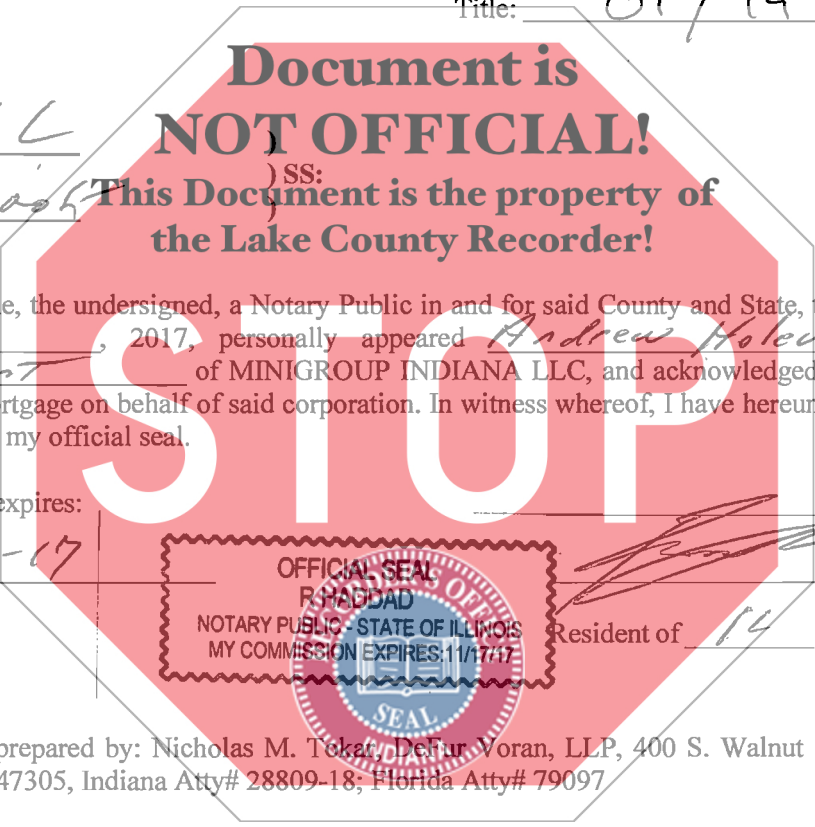 Title:
Document is
NOT OFFICIAL!
) SS:
This Document is the property of
the Lake County Recorder!
STOP
e, the undersigned, a Notary Public in and for said County and State, t
, 2017, personally appeared Andrew Holev
of MINIGROUP INDIANA LLC, and acknowledged
rtgage on behalf of said corporation. In witness whereof, I have hereun
my official seal.
expires:
-17
OFFICIAL SEAL
R HADDAD
NOTARY PUBLIC - STATE OF ILLINOIS
MY COMMISSION EXPIRES:11/17/17
SEAL
INDIANA
Resident of
prepared by: Nicholas M. Tokar, DeFur Voran, LLP, 400 S. Walnut
47305, Indiana Atty# 28809-18; Florida Atty# 79097